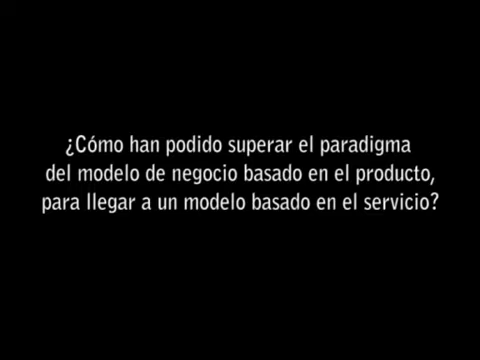 ¿Cómo han podido superar el paradigma
del modelo de negocio basado en el producto,
para llegar a un modelo basado en el servicio?